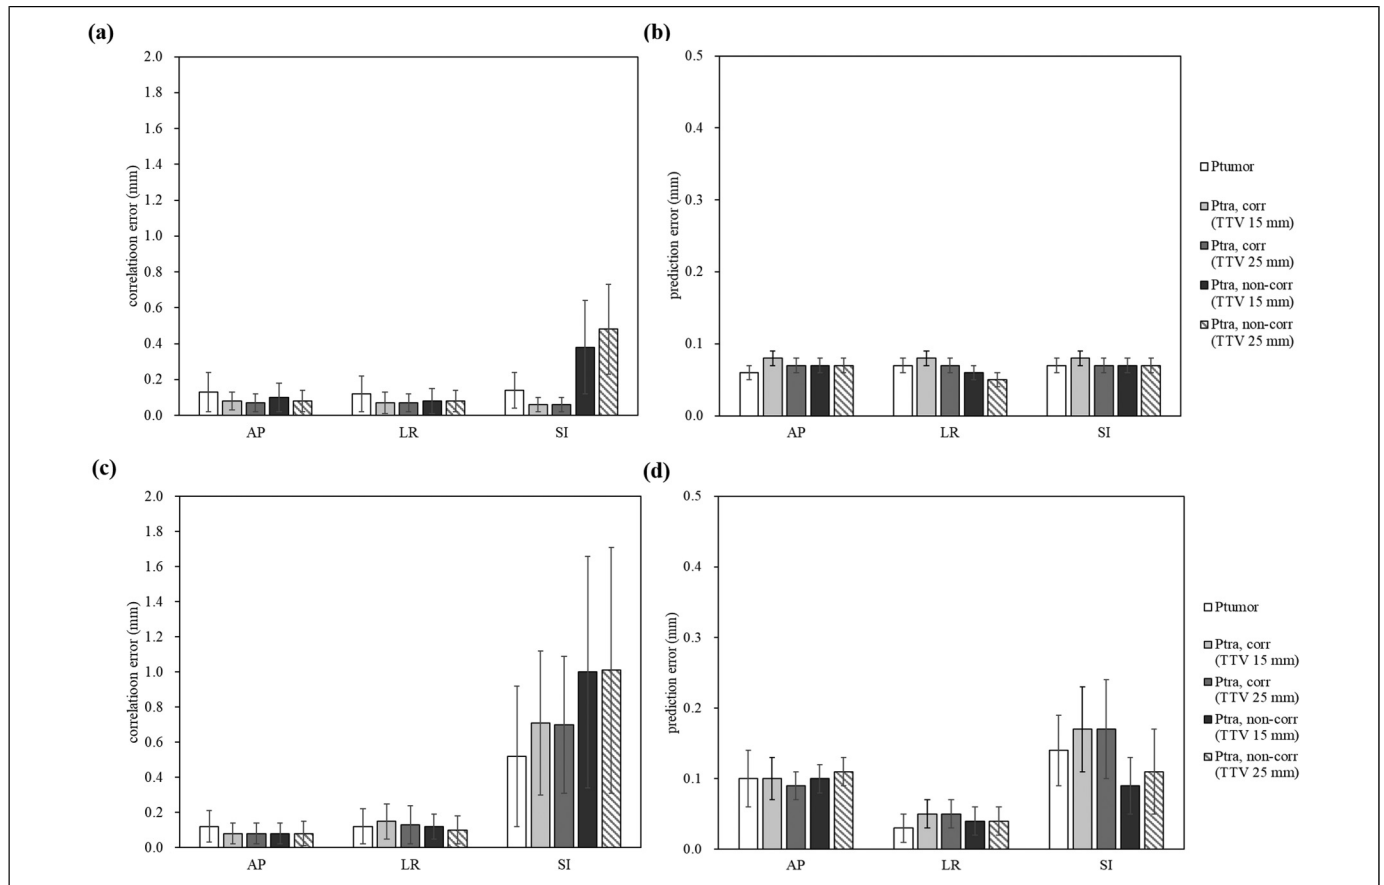 (a)
2.0
1.8
1.6
1.4
1.2
1.0
0.8
0.6
0.4
0.2
0.0
correlatioon error (mm)
AP LR SI
(b)
0.5
0.4
0.3
0.2
0.1
0.0
prediction error (mm)
AP LR SI
Ptumor
Ptra, corr
(TTV 15 mm)
Ptra, corr
(TTV 25 mm)
Ptra, non-corr
(TTV 15 mm)
Ptra, non-corr
(TTV 25 mm)
(c)
2.0
1.8
1.6
1.4
1.2
1.0
0.8
0.6
0.4
0.2
0.0
correlatioon error (mm)
AP LR SI
(d)
0.5
0.4
0.3
0.2
0.1
0.0
prediction error (mm)
AP LR SI
Ptumor
Ptra, corr
(TTV 15 mm)
Ptra, corr
(TTV 25 mm)
Ptra, non-corr
(TTV 15 mm)
Ptra, non-corr
(TTV 25 mm)